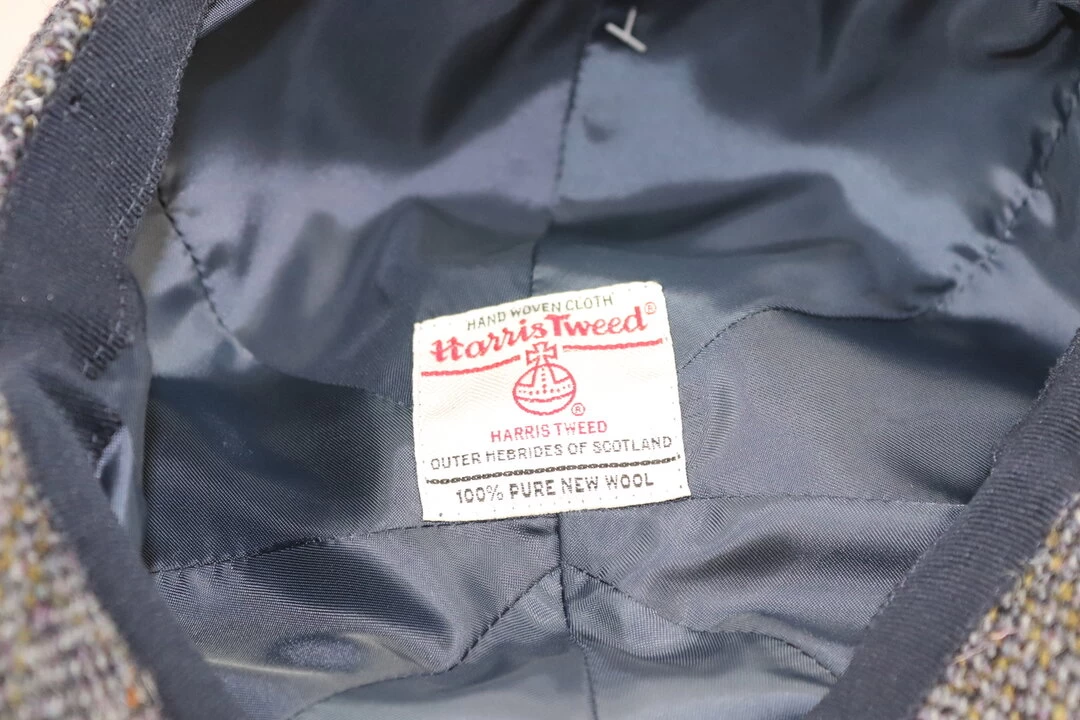 HAND WOVEN CLOTH
Harris Tweed®
®
HARRIS TWEED
OUTER HEBRIDES OF SCOTLAND
100% PURE NEW WOOL